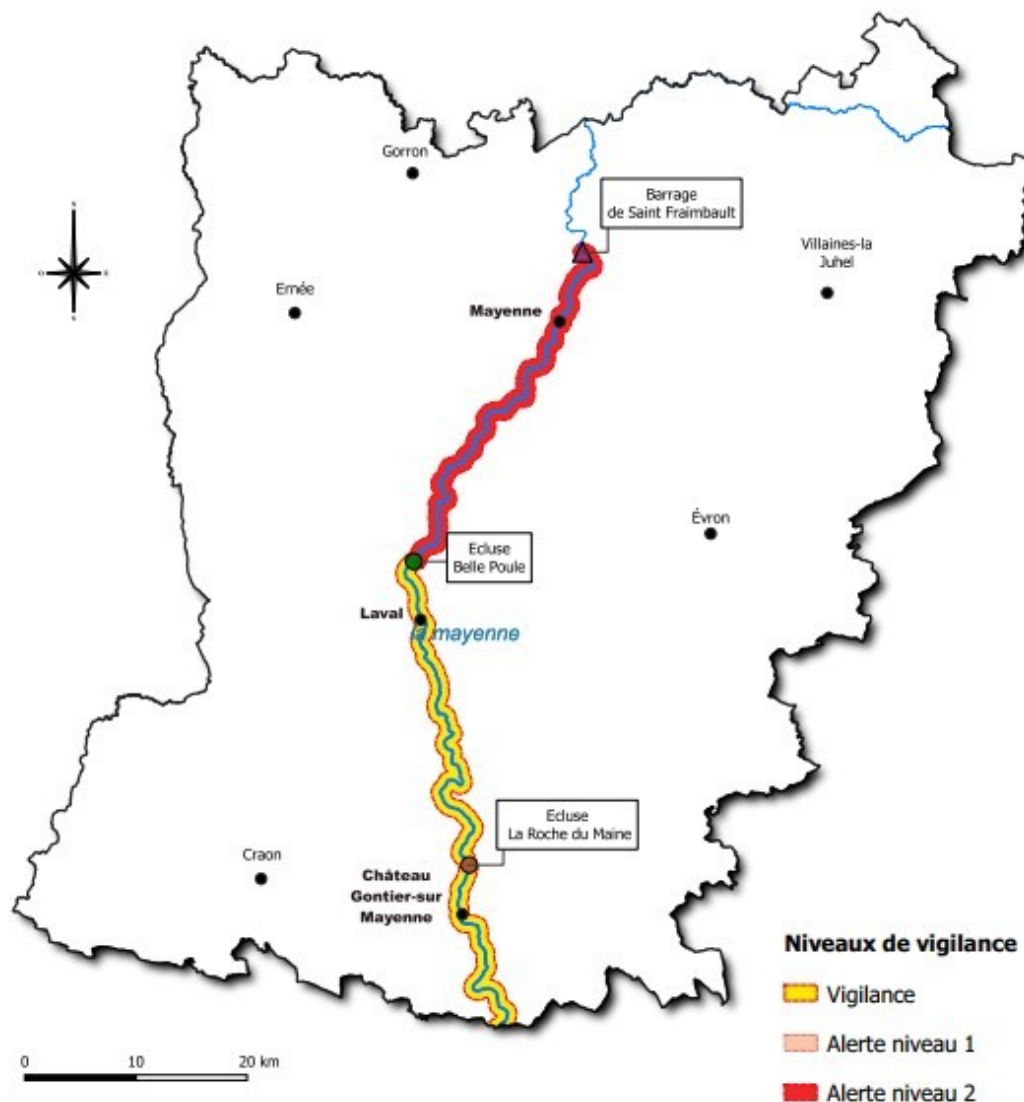 Gorron
Barrage
de Saint Fraimbault
Villaines-la
Juhel
Ernée
Mayenne
Évron
Ecluse
Belle Poule
Laval
la mayenne
Ecluse
La Roche du Maine
Craon
Château
Gontier-sur
Mayenne
Niveaux de vigilance
Vigilance
Alerte niveau 1
Alerte niveau 2
0 10 20 km